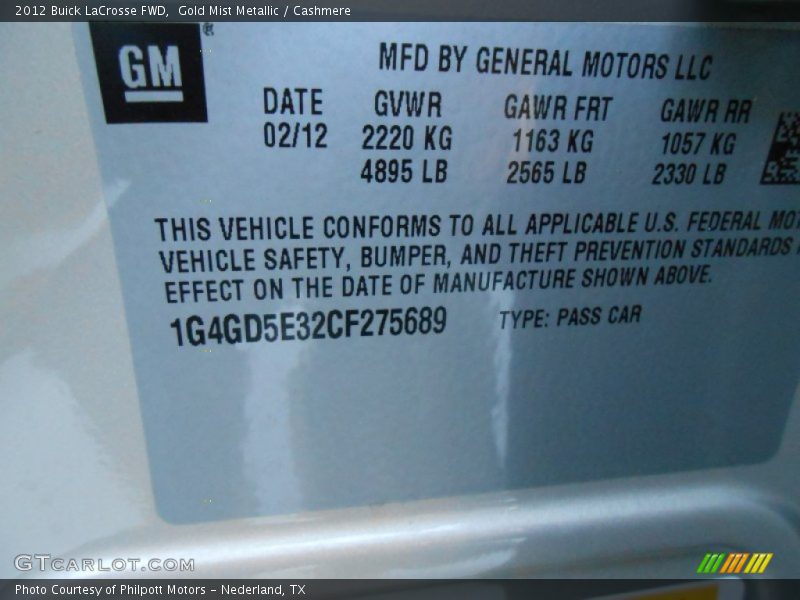 2012 Buick LaCrosse FWD,  Gold Mist Metallic / Cashmere
GM ®
MFD BY GENERAL MOTORS LLC
DATE GVWR GAWR FRT GAWR RR
02/12 2220 KG 1163 KG 1057 KG
4895 LB 2565 LB 2330 LB
THIS VEHICLE CONFORMS TO ALL APPLICABLE U.S. FEDERAL MOT
VEHICLE SAFETY, BUMPER, AND THEFT PREVENTION STANDARDS
EFFECT ON THE DATE OF MANUFACTURE SHOWN ABOVE.
1G4GD5E32CF275689 TYPE: PASS CAR
GTCARLOT.COM
Photo Courtesy of Philpott Motors - Nederland, TX